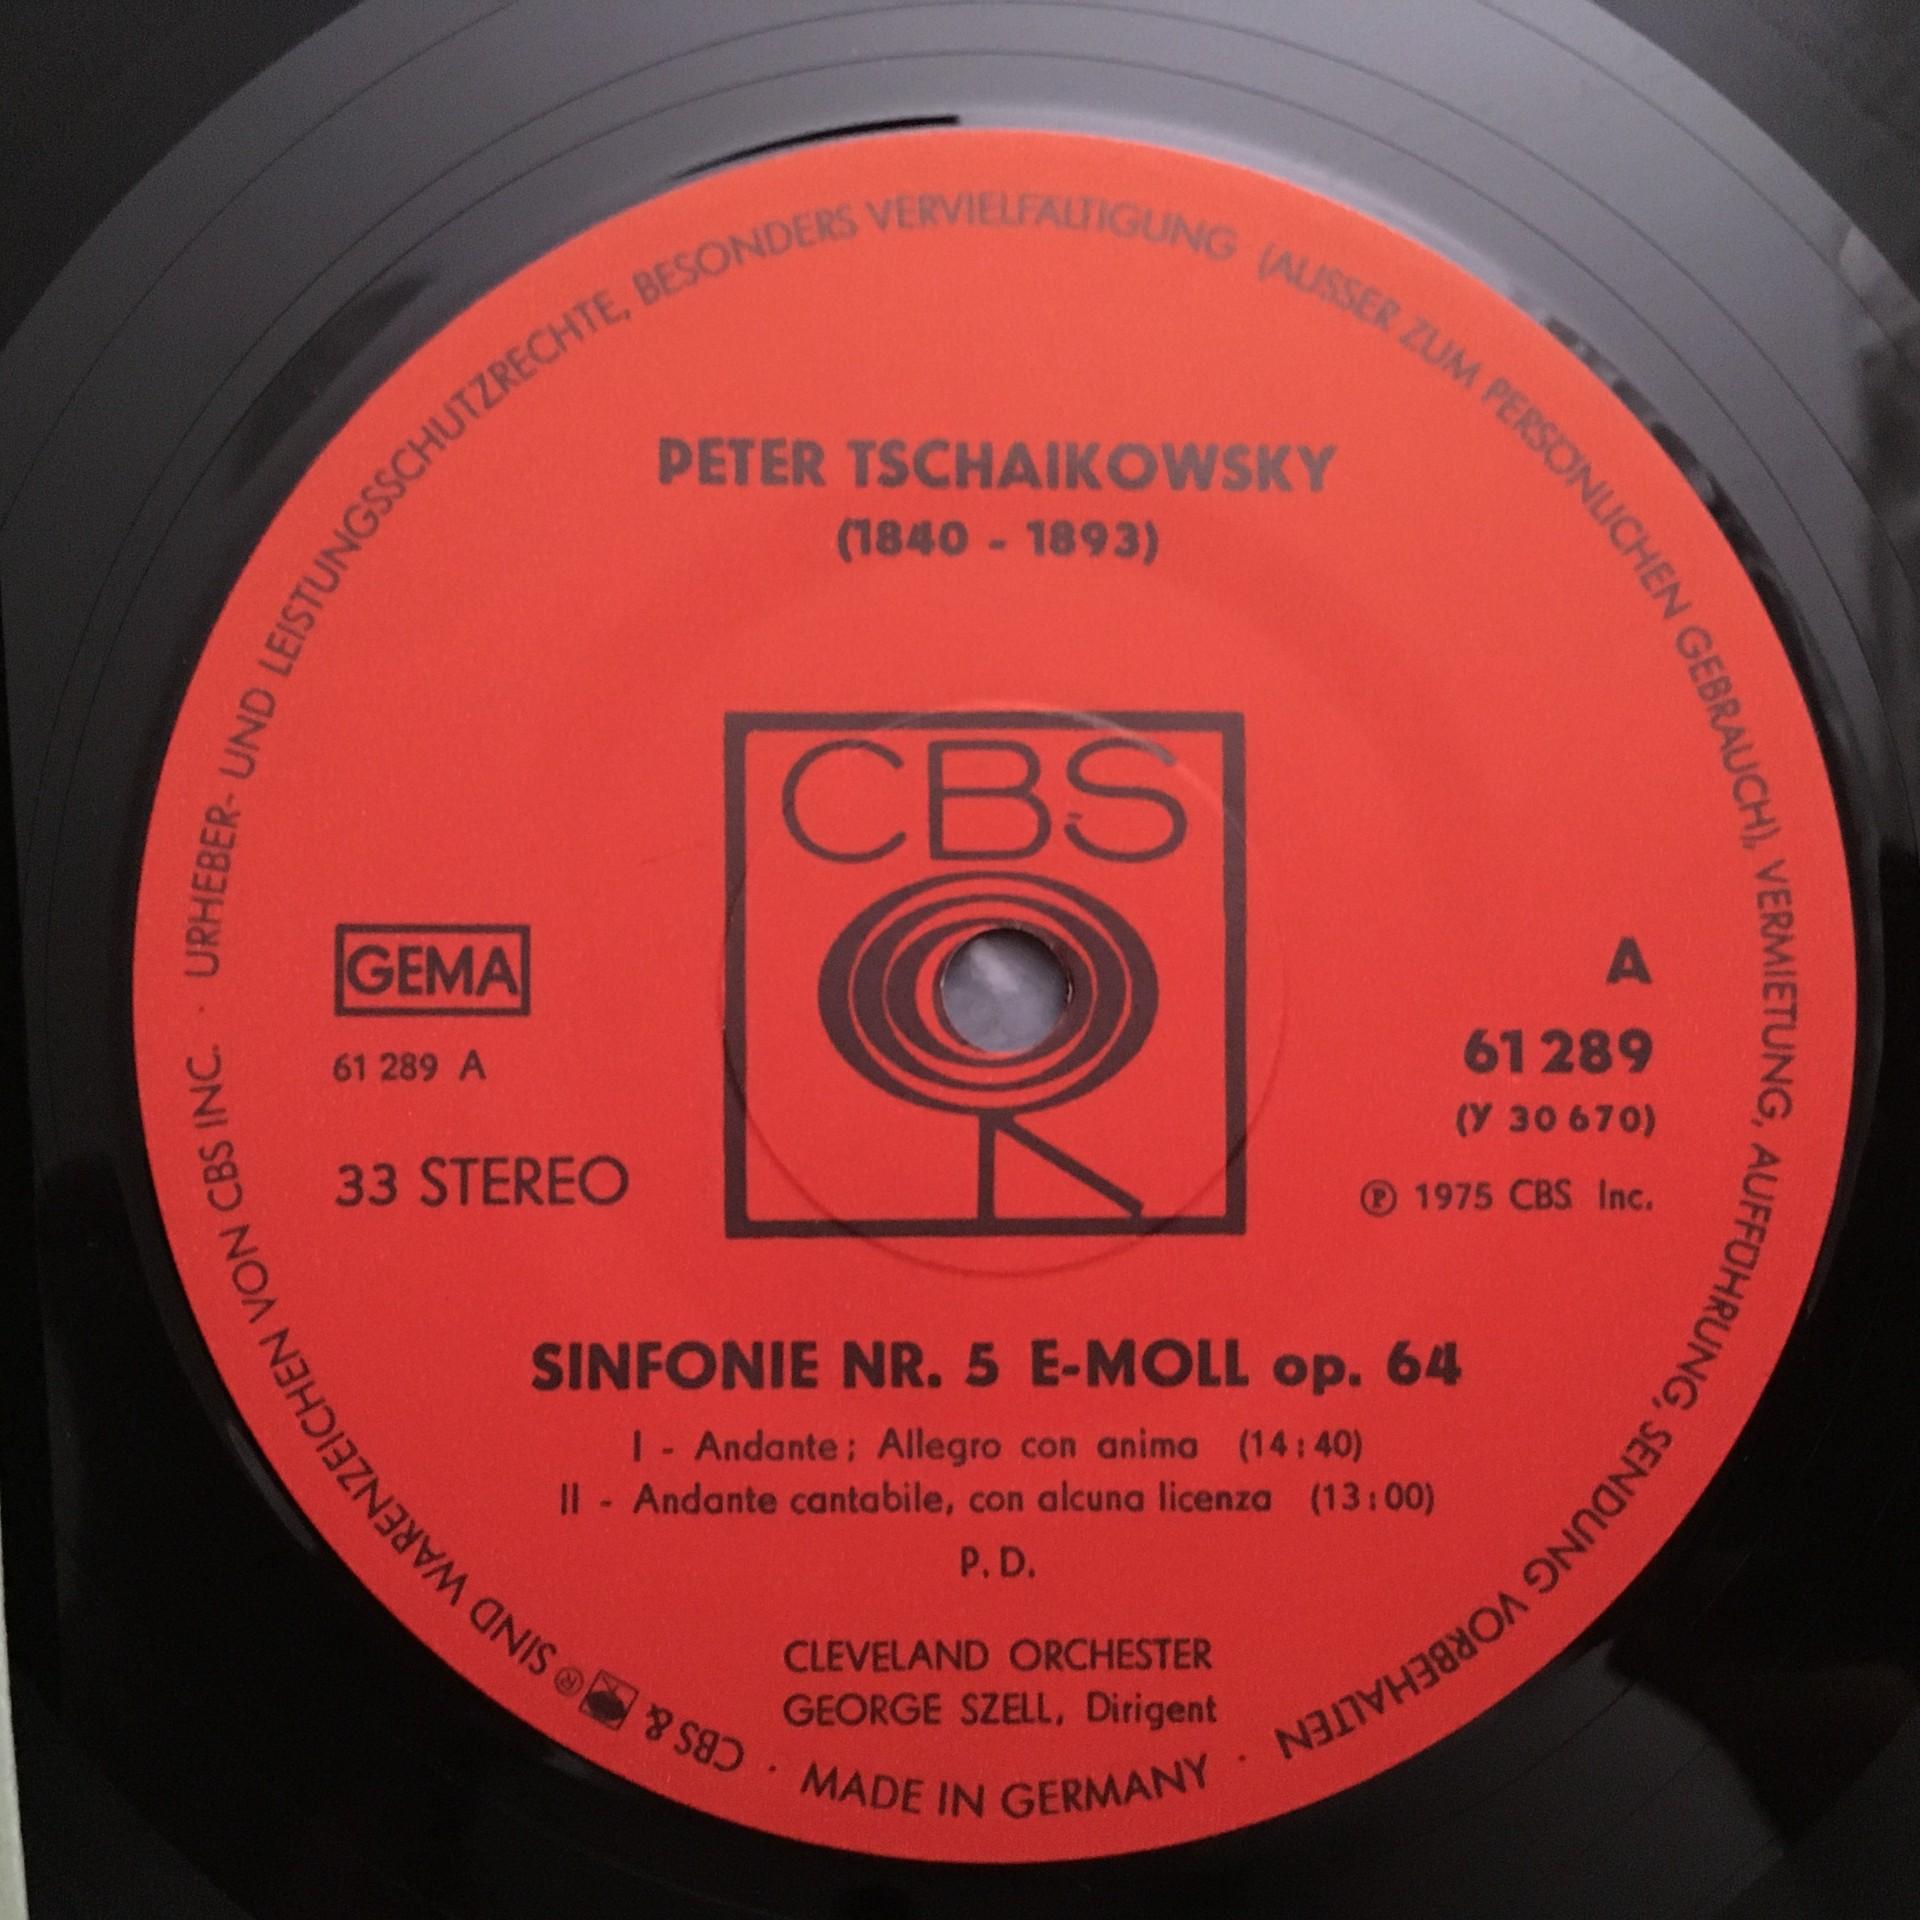 PETER TSCHAIKOWSKY
(1840 - 1893)
CBS
GEMA
61 289 A
33 STEREO
A
61 289
(Y 30 670)
Ⓟ 1975 CBS Inc.
SINFONIE NR. 5 E-MOLL op. 64
I - Andante; Allegro con anima (14:40)
II - Andante cantabile, con alcuna licenza (13:00)
P. D.
CLEVELAND ORCHESTER
GEORGE SZELL, Dirigent
URHEBER- UND LEISTUNGSSCHUTZRECHTE, BESONDERS VERVIELFÄLTIGUNG (AUSSER ZUM PERSÖNLICHEN GEBRAUCH), VERMIETUNG, AUFFÜHRUNG, SENDUNG VORBEHALTEN · MADE IN GERMANY · CBS & ® SIND WARENZEICHEN VON CBS INC. ·